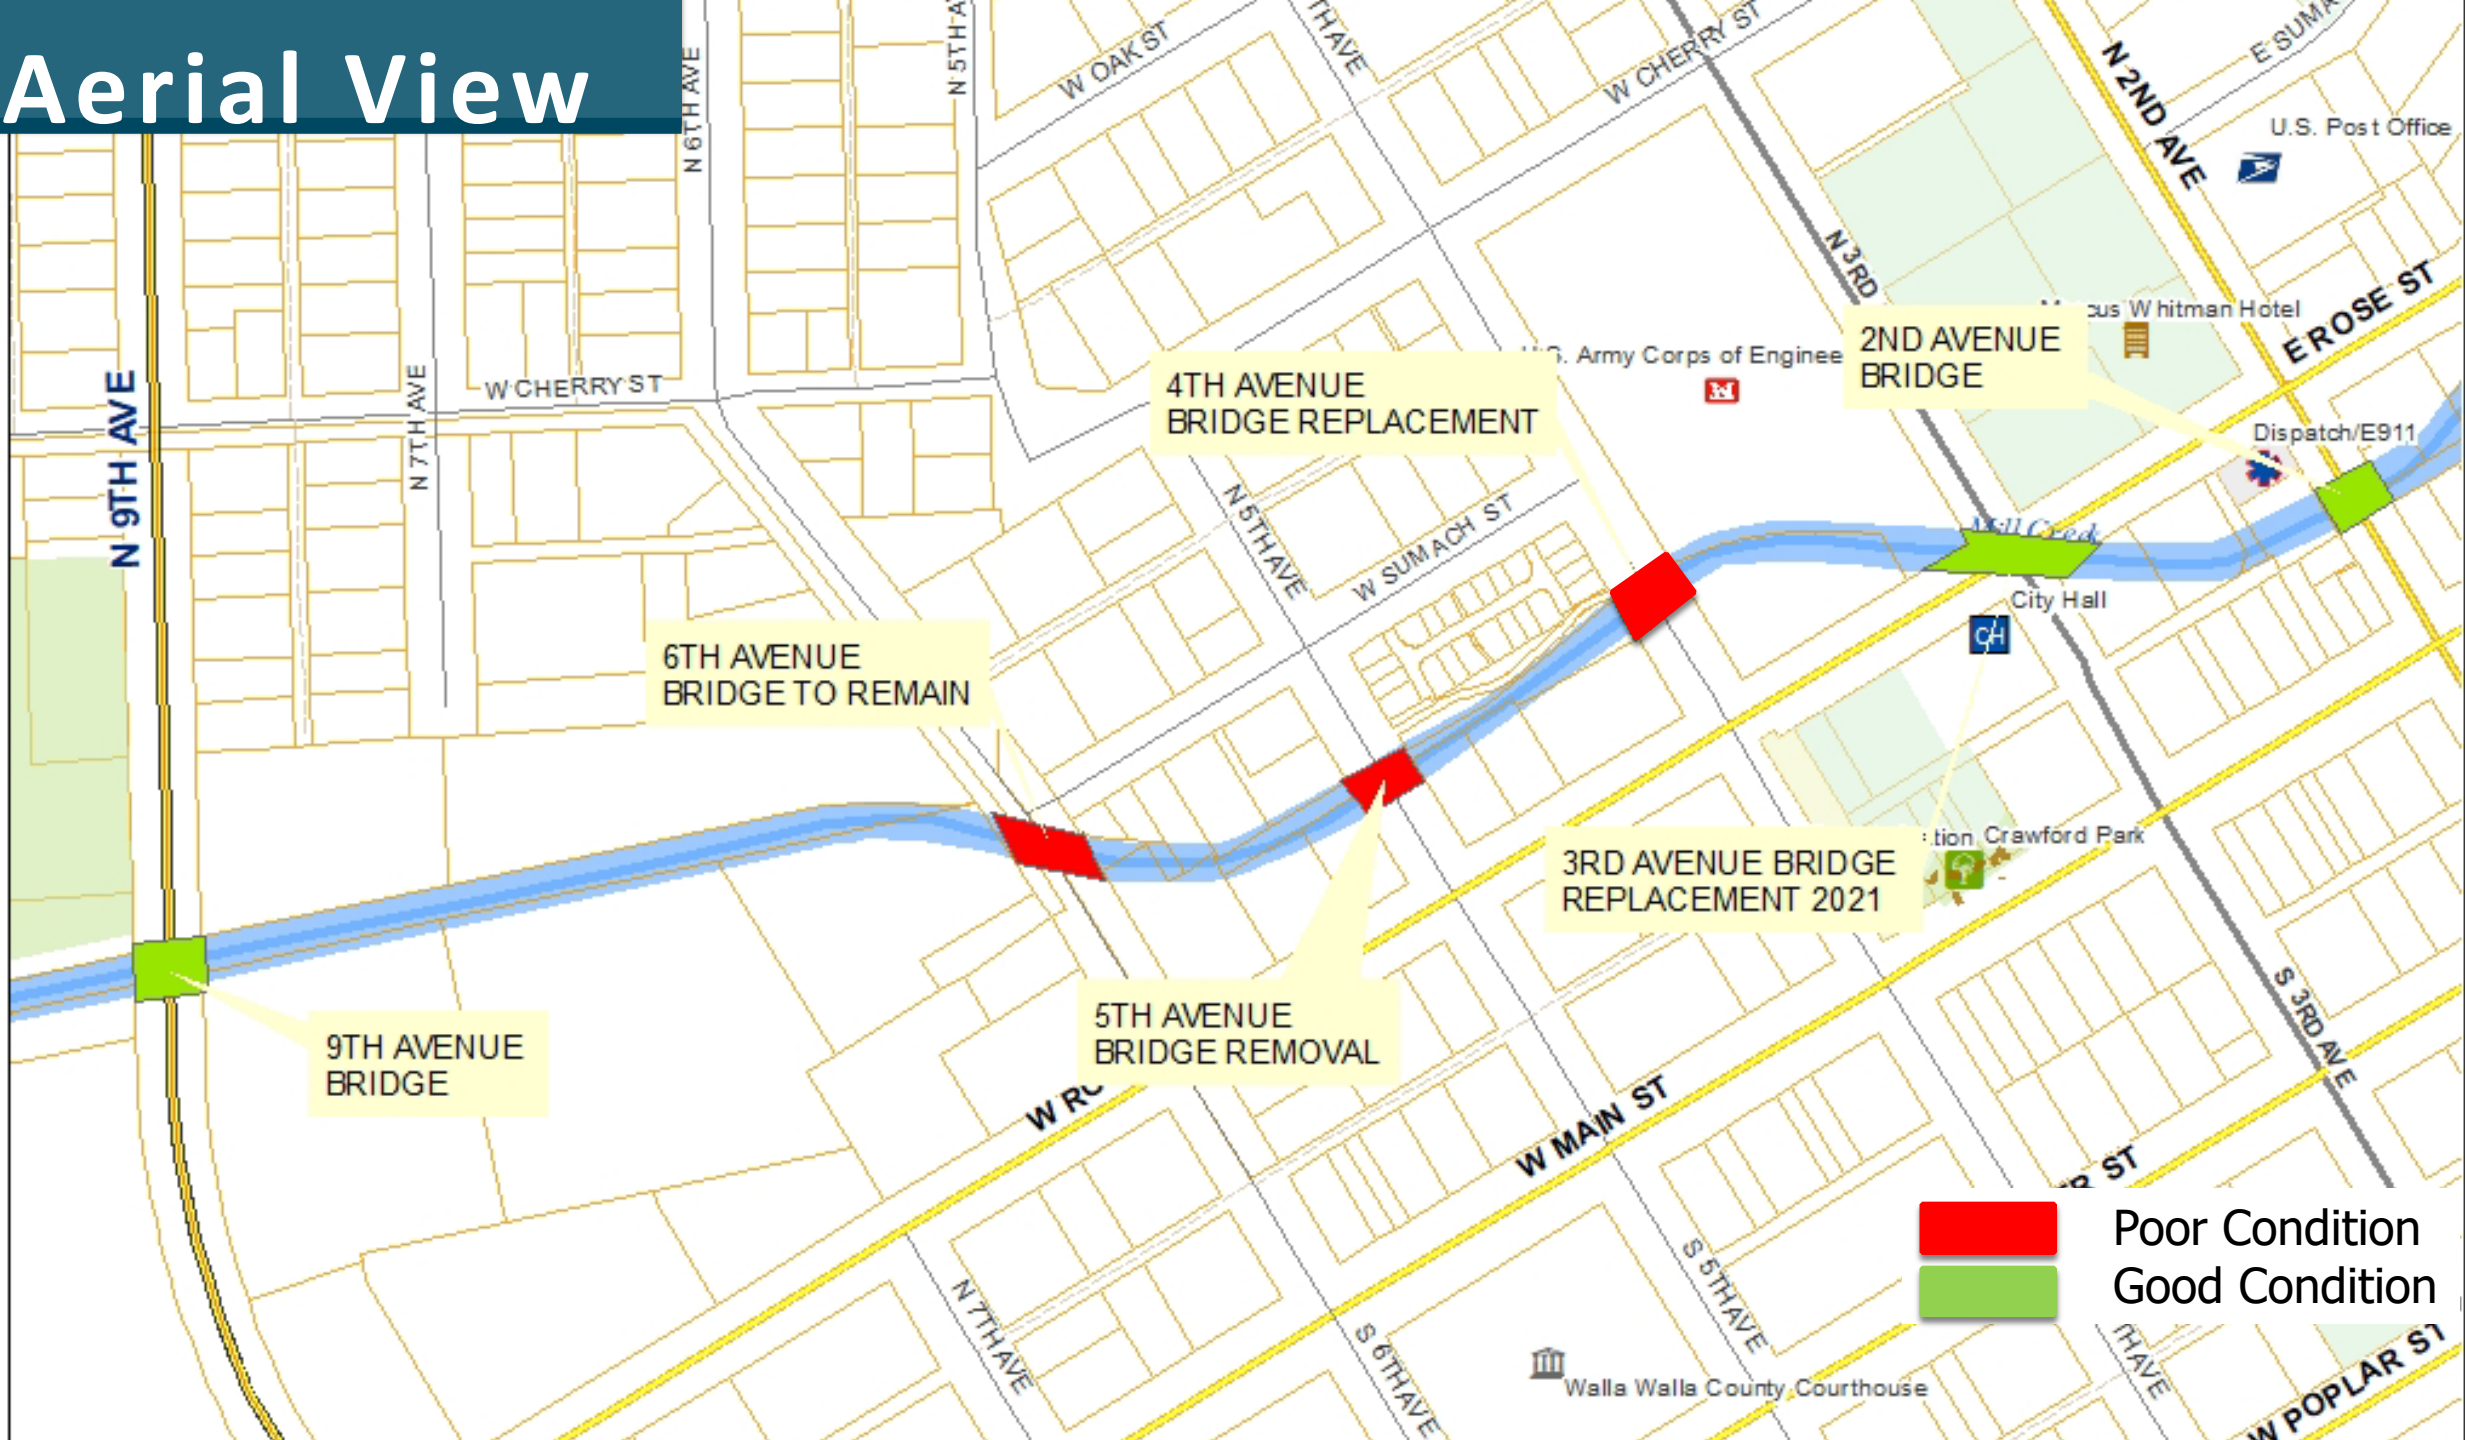 Aerial View
N 6TH AVE
W OAK ST
W CHERRY ST
N 2ND AVE
U.S. Post Office
N 3RD
Whitman Hotel
E ROSE ST
2ND AVENUE
BRIDGE
Army Corps of
4TH AVENUE
BRIDGE REPLACEMENT
W CHERRY ST
N 7TH AVE
N 9TH AVE
Dispatch/E911
N 5TH AVE
W SUMACH ST
Mill Creek
City Hall
CH
6TH AVENUE
BRIDGE TO REMAIN
Crawford Park
3RD AVENUE BRIDGE
REPLACEMENT 2021
5TH AVENUE
BRIDGE REMOVAL
9TH AVENUE
BRIDGE
S 3RD AVE
W MAIN ST
ST
Poor Condition
Good Condition
S 5TH AVE
N 7TH AVE
S 6TH AVE
AVE
Walla Walla County Courthouse
W POPLAR ST